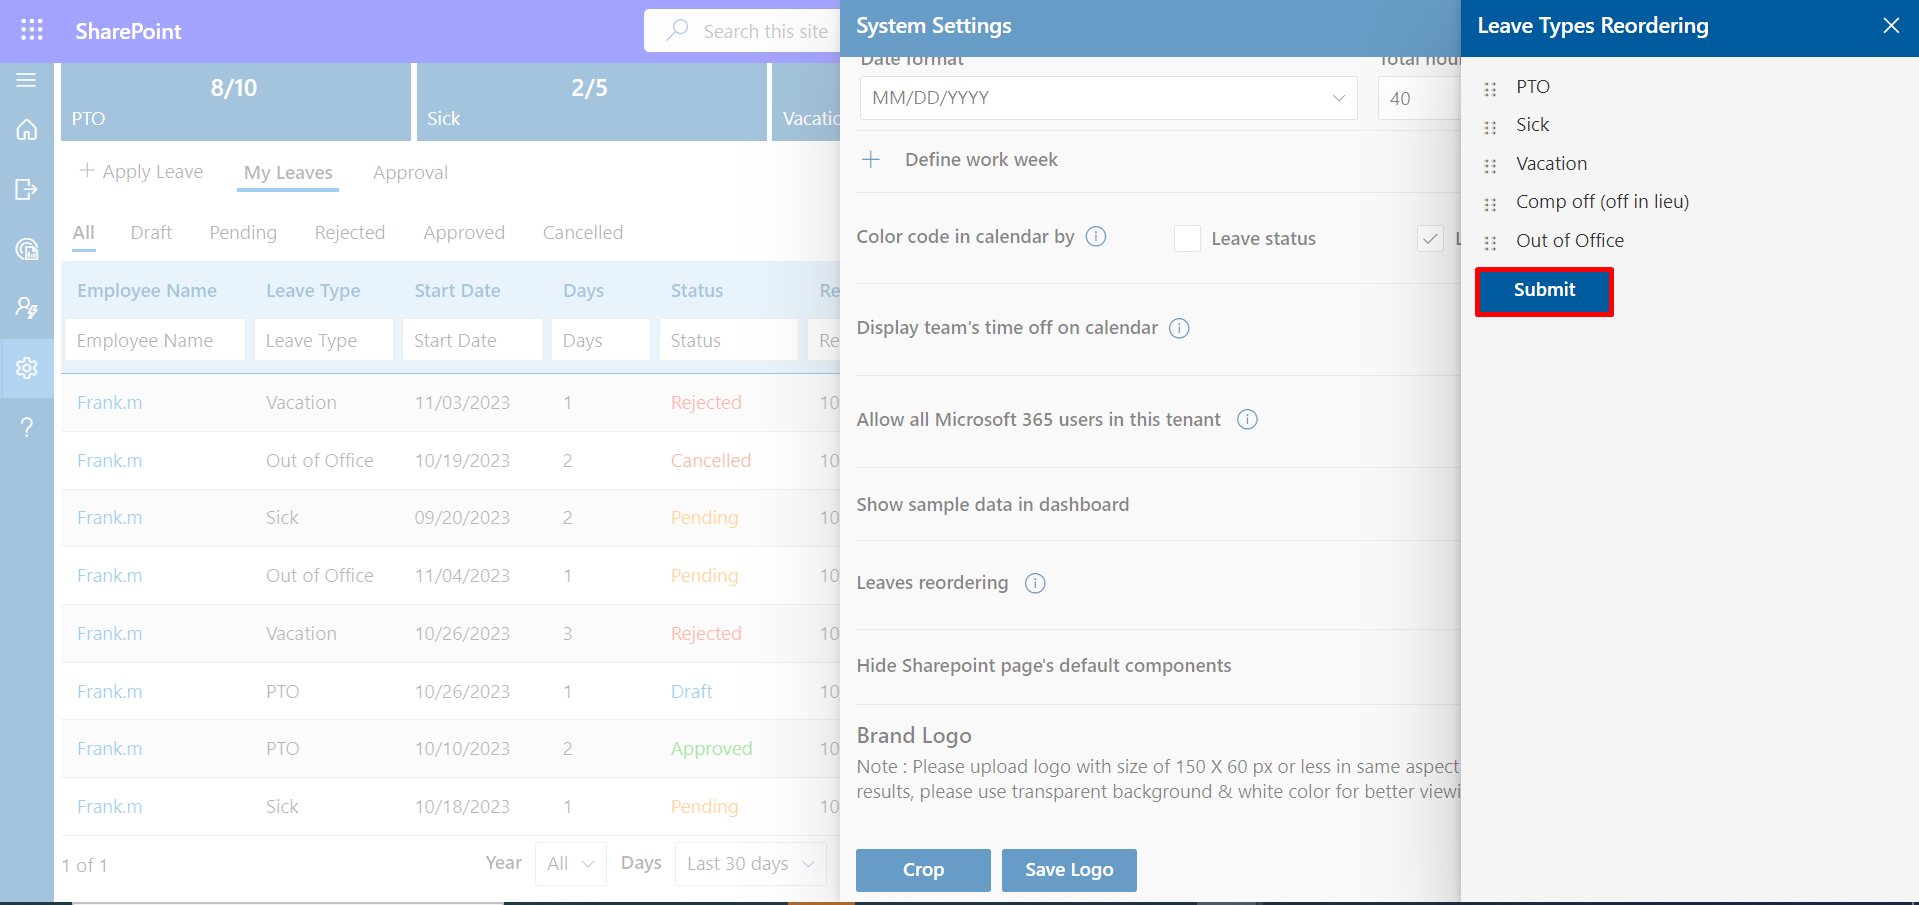 SharePoint
Search this site
System Settings
Leave Types Reordering
8/10
PTO
2/5
Sick
Date format
MM/DD/YYYY
40
Define work week
Color code in calendar by
Leave status
Display team's time off on calendar
Allow all Microsoft 365 users in this tenant
Show sample data in dashboard
Leaves reordering
Hide Sharepoint page's default components
Brand Logo
Note : Please upload logo with size of 150 X 60 px or less in same aspect
results, please use transparent background & white color for better viewi
Crop
Save Logo
PTO
Sick
Vacation
Comp off (off in lieu)
Out of Office
Submit
Apply Leave
My Leaves
Approval
All
Draft
Pending
Rejected
Approved
Cancelled
Employee Name Leave Type Start Date Days Status Re
Employee Name Leave Type Start Date Days Status Re
Frank.m Vacation 11/03/2023 1 Rejected 10
Frank.m Out of Office 10/19/2023 2 Cancelled 10
Frank.m Sick 09/20/2023 2 Pending 10
Frank.m Out of Office 11/04/2023 1 Pending 10
Frank.m Vacation 10/26/2023 3 Rejected 10
Frank.m PTO 10/26/2023 1 Draft 10
Frank.m PTO 10/10/2023 2 Approved 10
Frank.m Sick 10/18/2023 1 Pending 10
1 of 1
Year All Days Last 30 days